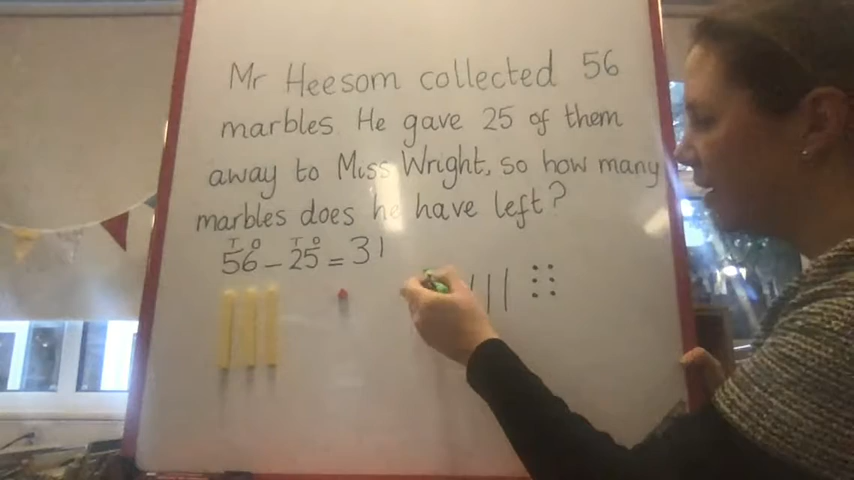 Mr Heesom collected 56
marbles He gave 25 of them
away to Miss Wright, so how many
marbles does he have left?
T O T O
56 - 25 = 31